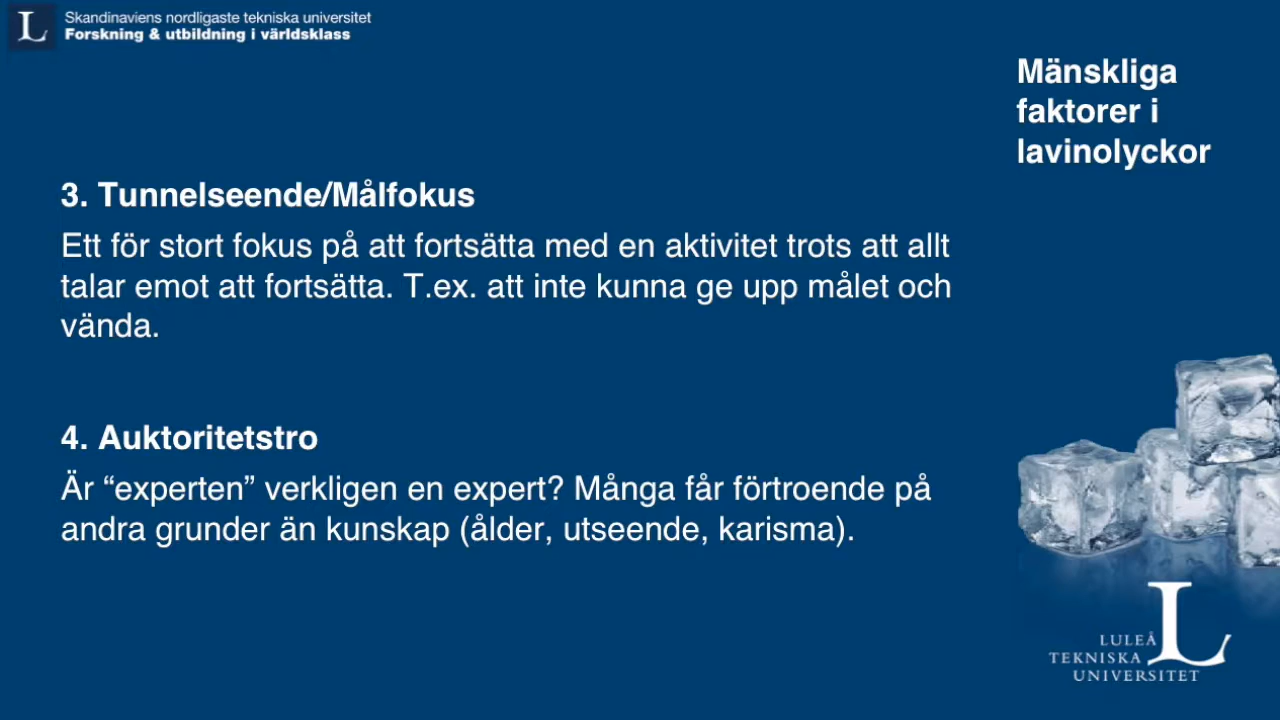 L
Skandinaviens nordligaste tekniska universitet
Forskning & utbildning i världsklass
Mänskliga
faktorer i
lavinolyckor
3. Tunnelseende/Målfokus
Ett för stort fokus på att fortsätta med en aktivitet trots att allt
talar emot att fortsätta. T.ex. att inte kunna ge upp målet och
vända.
4. Auktoritetstro
Är “experten” verkligen en expert? Många får förtroende på
andra grunder än kunskap (ålder, utseende, karisma).
L
LULEÅ
TEKNISKA
UNIVERSITET